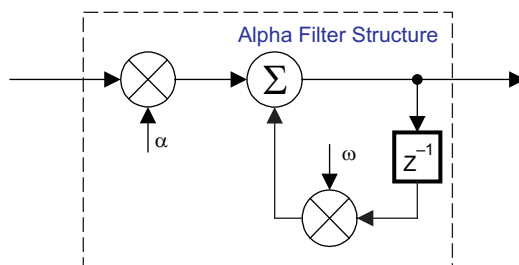 Alpha Filter Structure
Σ
α
ω
Z⁻¹